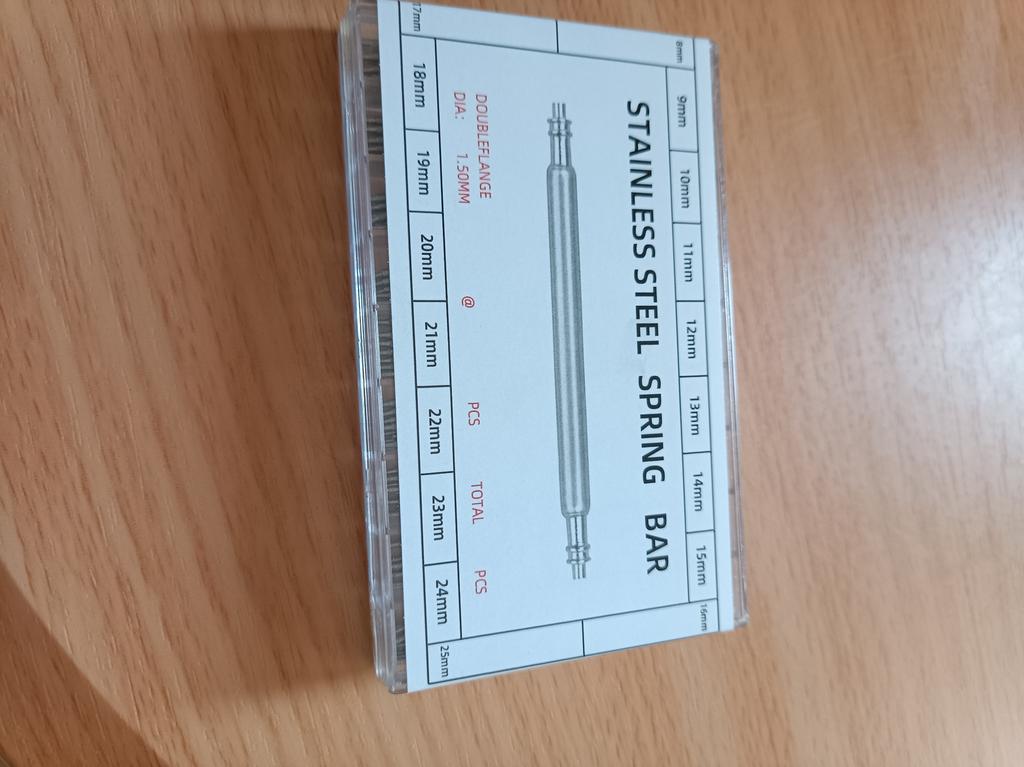 8mm 9mm 10mm 11mm 12mm 13mm 14mm 15mm 16mm
STAINLESS STEEL SPRING BAR
DOUBLEFLANGE
DIA: 1.50MM @ PCS TOTAL PCS
17mm 18mm 19mm 20mm 21mm 22mm 23mm 24mm 25mm